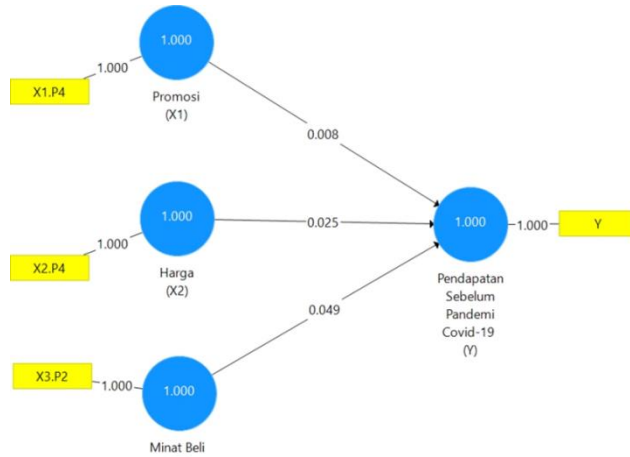 1.000
1.000
X1.P4
Promosi
(X1)
0.008
1.000
1.000
X2.P4
Harga
(X2)
0.025
1.000
1.000
Y
Pendapatan
Sebelum
Pandemi
Covid-19
(Y)
0.049
X3.P2
1.000
1.000
Minat Beli